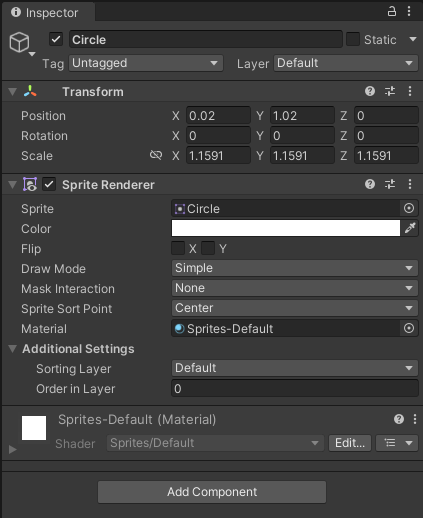 Inspector
Circle Static
Tag Untagged Layer Default
Transform
Position X 0.02 Y 1.02 Z 0
Rotation X 0 Y 0 Z 0
Scale X 1.1591 Y 1.1591 Z 1.1591
Sprite Renderer
Sprite Circle
Color
Flip X Y
Draw Mode Simple
Mask Interaction None
Sprite Sort Point Center
Material Sprites-Default
Additional Settings
Sorting Layer Default
Order in Layer 0
Sprites-Default (Material)
Shader Sprites/Default Edit...
Add Component